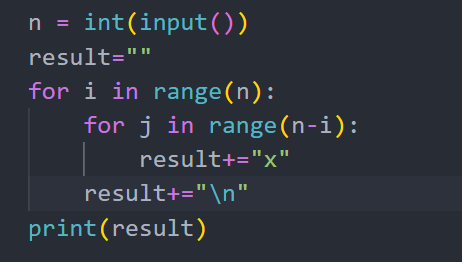 n = int(input())
result=""
for i in range(n):
    for j in range(n-i):
        result+="x"
    result+="\n"
print(result)